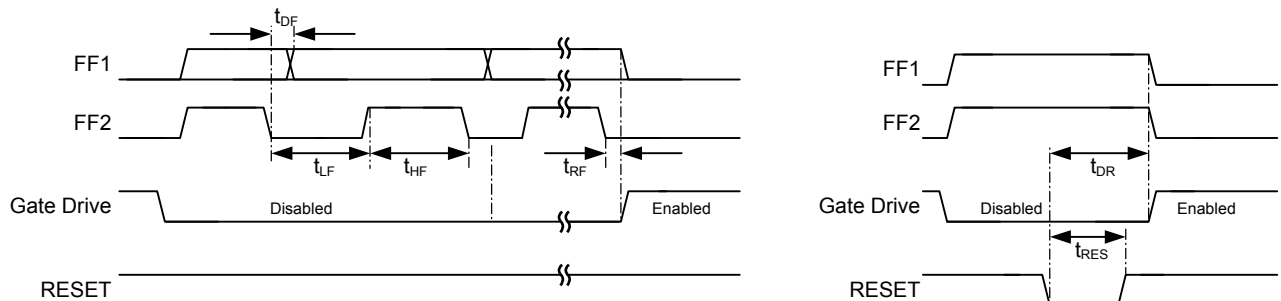 tDF
FF1
FF2
tLF
tHF
tRF
Gate Drive
Disabled
Enabled
RESET
FF1
FF2
tDR
Gate Drive
Disabled
Enabled
tRES
RESET